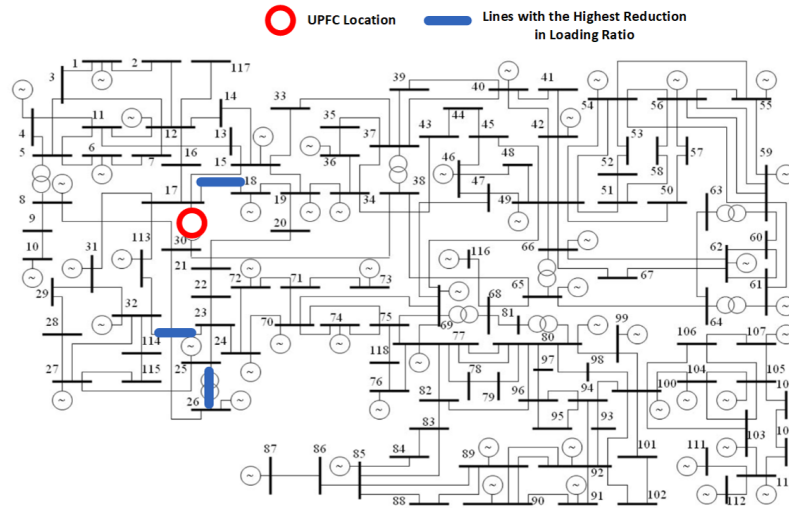 UPFC Location
Lines with the Highest Reduction
in Loading Ratio
1 2 117
3 14 33 39 40 41 54 56 55
4 11 12 13 35 37 43 44 45 42 53 57 59
5 6 7 16 15 36 38 46 48 52 58
8 17 18 19 34 47 49 51 50 63
9 20 60
10 31 113 30 116 66 62
21 72 71 73 65 67 61
29 22 68
28 32 23 70 74 75 69 81 80 99 64
114 24 118 77 106 107
27 115 25 76 78 79 97 98 100 104 105
26 82 96 94 10
83 95 93 103 10
87 86 85 84 89 92 101 111 11
88 90 91 102 112